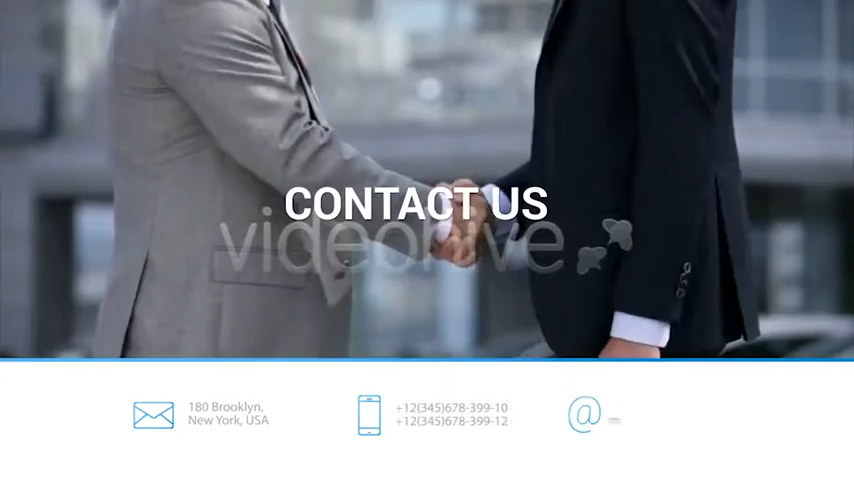 CONTACT US
videohive
180 Brooklyn,
New York, USA
+12(345)678-399-10
+12(345)678-399-12
@